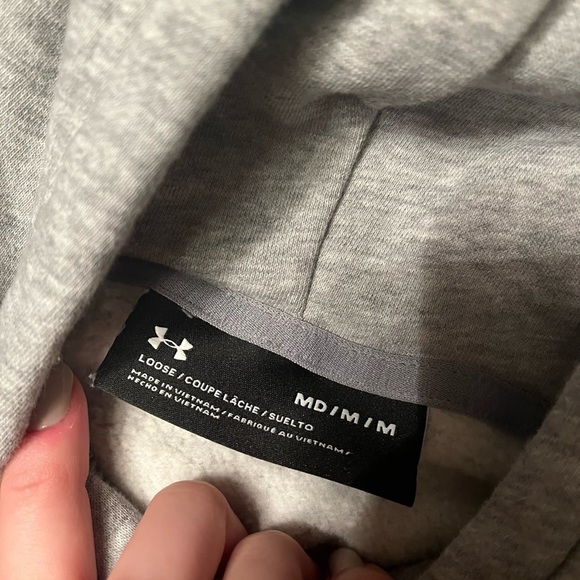 LOOSE / COUPE LÂCHE / SUELTO
MD / M / M
MADE IN VIETNAM / FABRIQUÉ AU VIETNAM /
HECHO EN VIETNAM